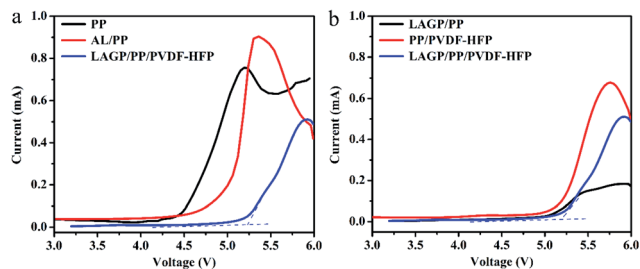 a
PP
AL/PP
LAGP/PP/PVDF-HFP
Current (mA)
1.0
0.8
0.6
0.4
0.2
0.0
3.0 3.5 4.0 4.5 5.0 5.5 6.0
Voltage (V)
b
LAGP/PP
PP/PVDF-HFP
LAGP/PP/PVDF-HFP
Current (mA)
1.0
0.8
0.6
0.4
0.2
0.0
3.0 3.5 4.0 4.5 5.0 5.5 6.0
Voltage (V)